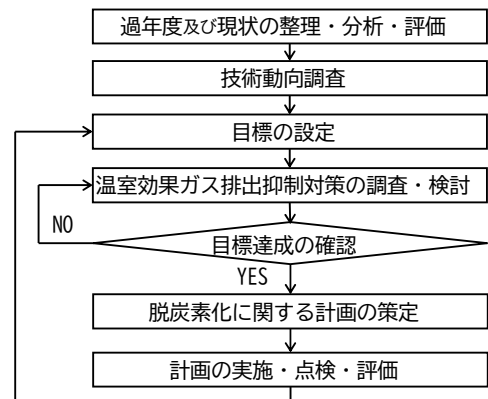 過年度及び現状の整理・分析・評価
技術動向調査
目標の設定
温室効果ガス排出抑制対策の調査・検討
NO
目標達成の確認
YES
脱炭素化に関する計画の策定
計画の実施・点検・評価